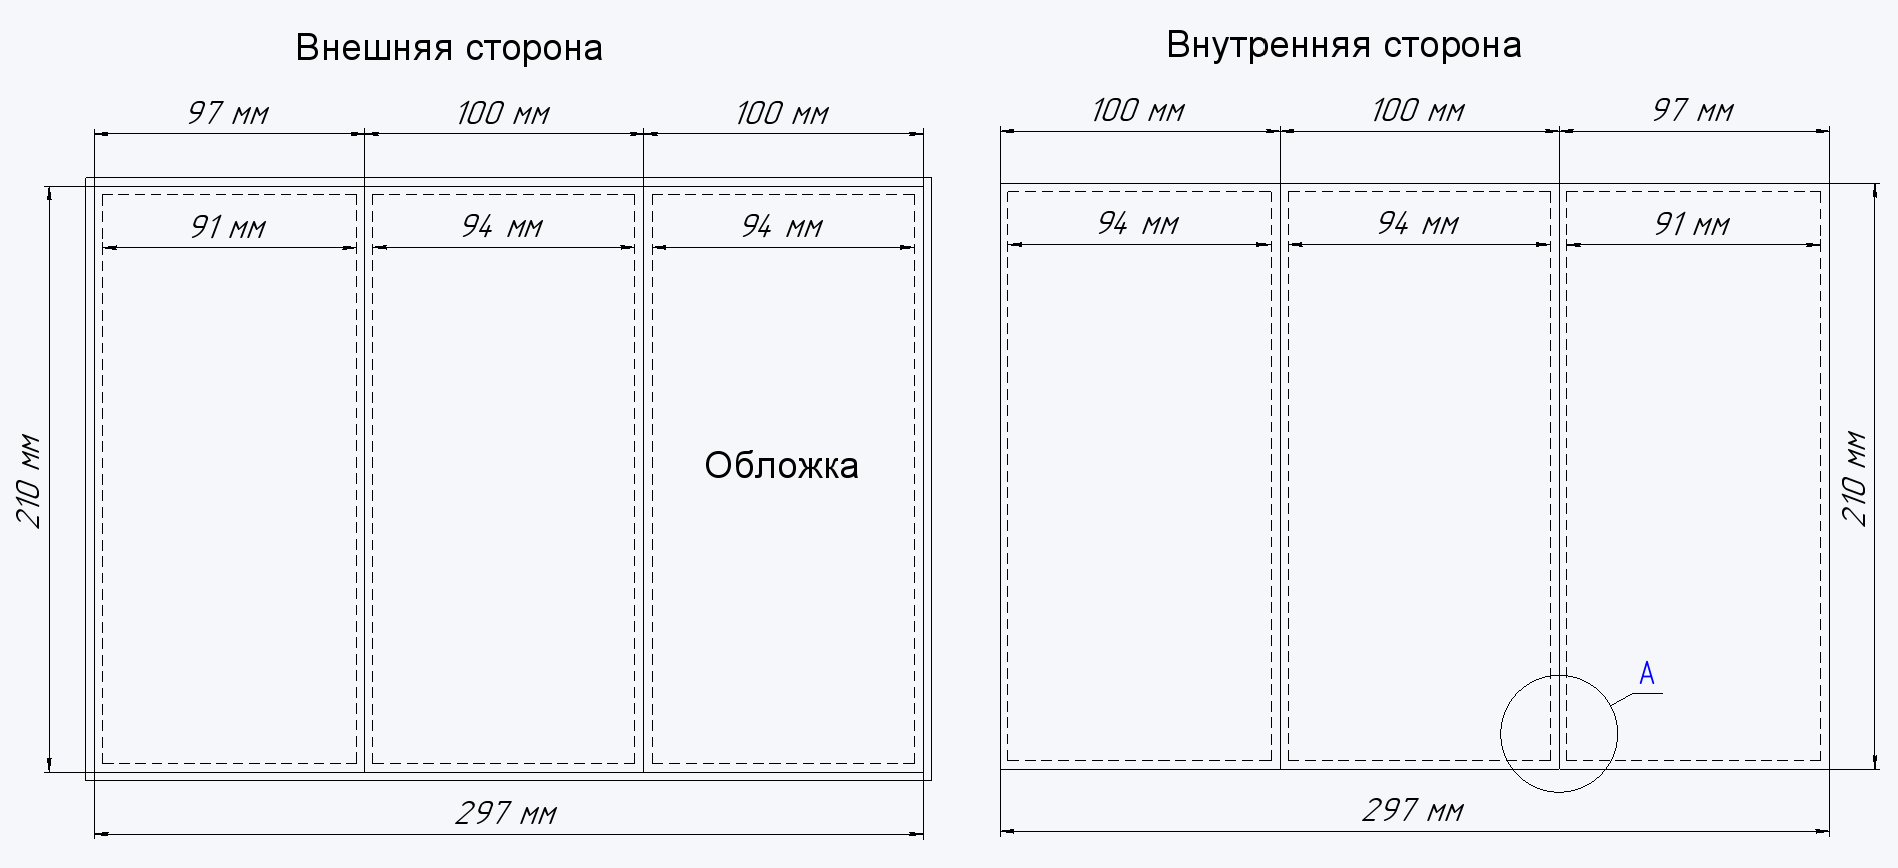 Внешняя сторона
97 мм
100 мм
100 мм
91 мм
94 мм
94 мм
210 мм
Обложка
297 мм
Внутренняя сторона
100 мм
100 мм
97 мм
94 мм
94 мм
91 мм
210 мм
А
297 мм